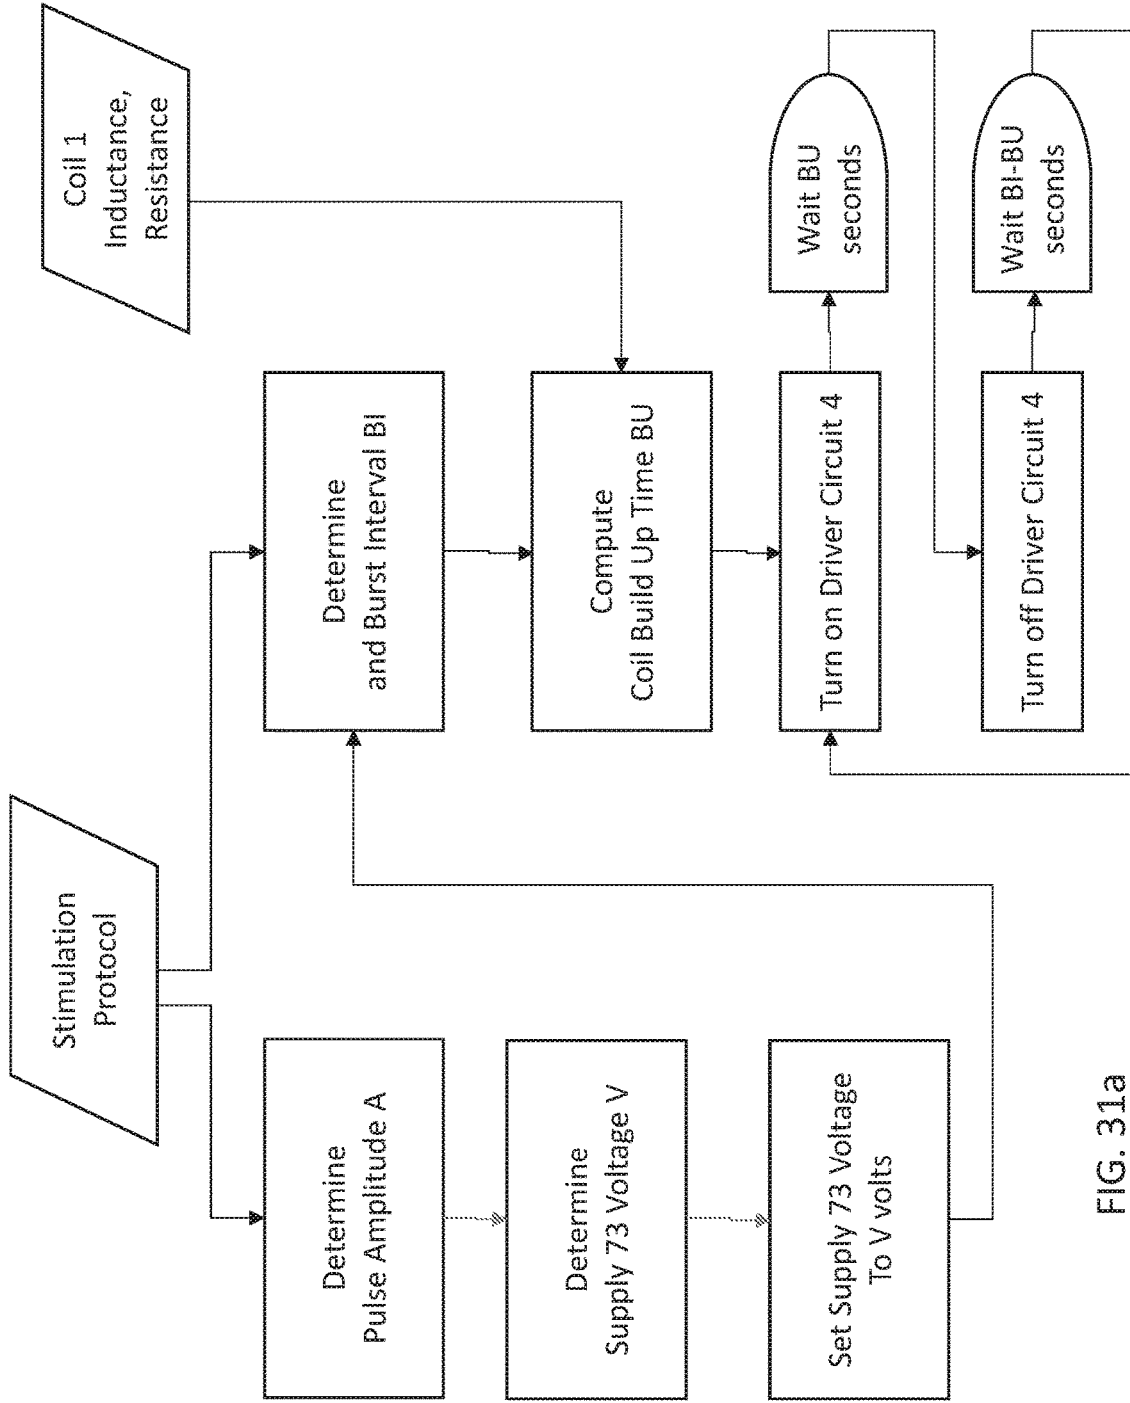 Stimulation
Protocol
Coil 1
Inductance,
Resistance
Determine
Pulse Amplitude A
Determine
Supply 73 Voltage V
Set Supply 73 Voltage
To V volts
Determine
and Burst Interval BI
Compute
Coil Build Up Time BU
Turn on Driver Circuit 4
Wait BU
seconds
Turn off Driver Circuit 4
Wait BI-BU
seconds
FIG. 31a